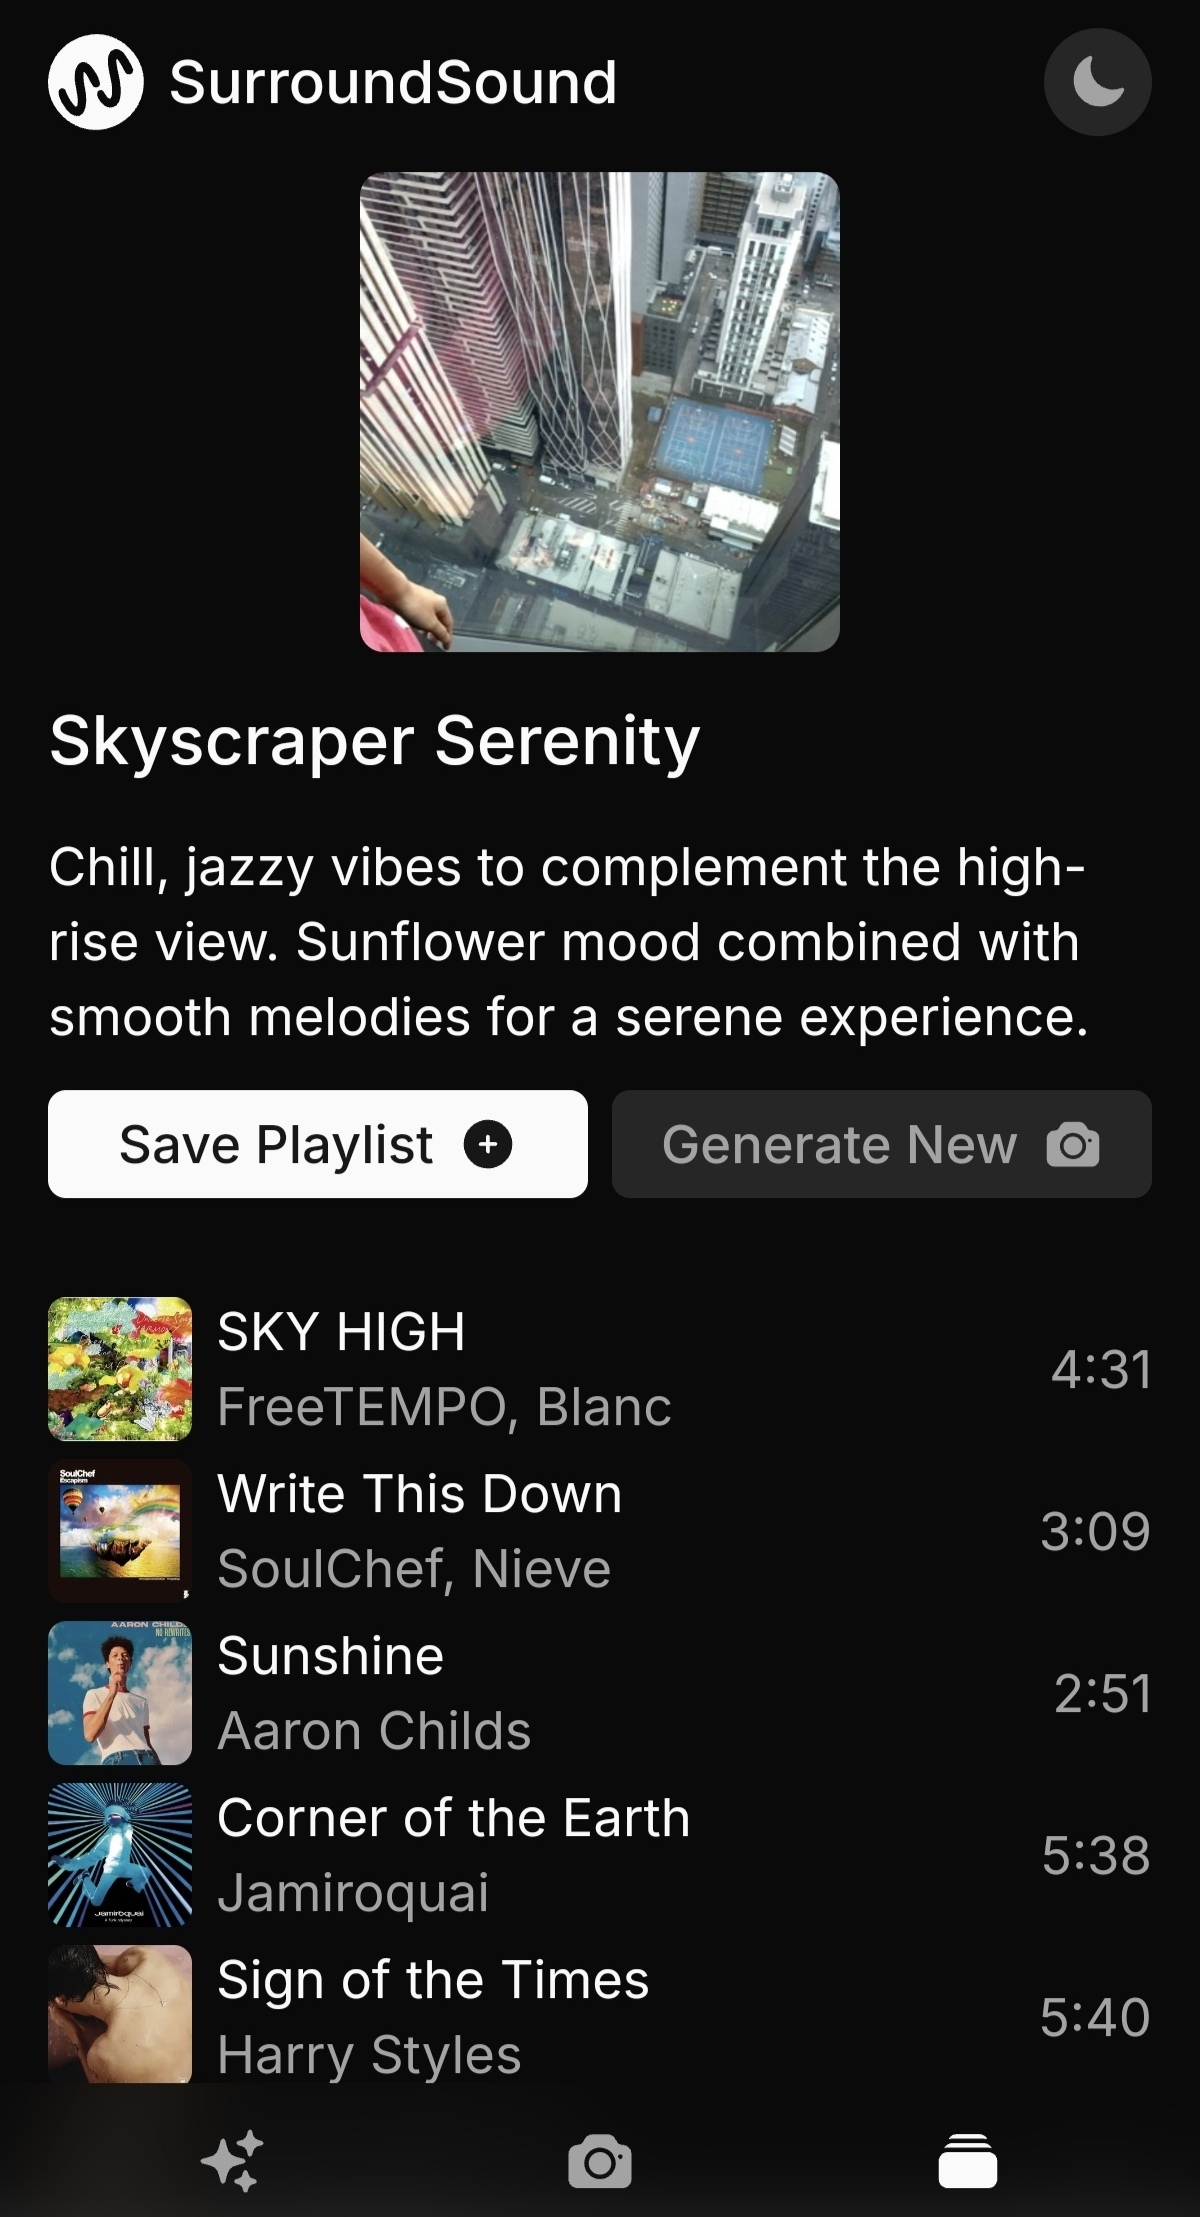 SurroundSound
Skyscraper Serenity
Chill, jazzy vibes to complement the high-
rise view. Sunflower mood combined with
smooth melodies for a serene experience.
Save Playlist
Generate New
SKY HIGH
FreeTEMPO, Blanc
4:31
SoulChef
Escapism
Write This Down
SoulChef, Nieve
3:09
AARON CHILDS
NO REWRITES
Sunshine
Aaron Childs
2:51
Jamiroquai
a funk odyssey
Corner of the Earth
Jamiroquai
5:38
Sign of the Times
Harry Styles
5:40